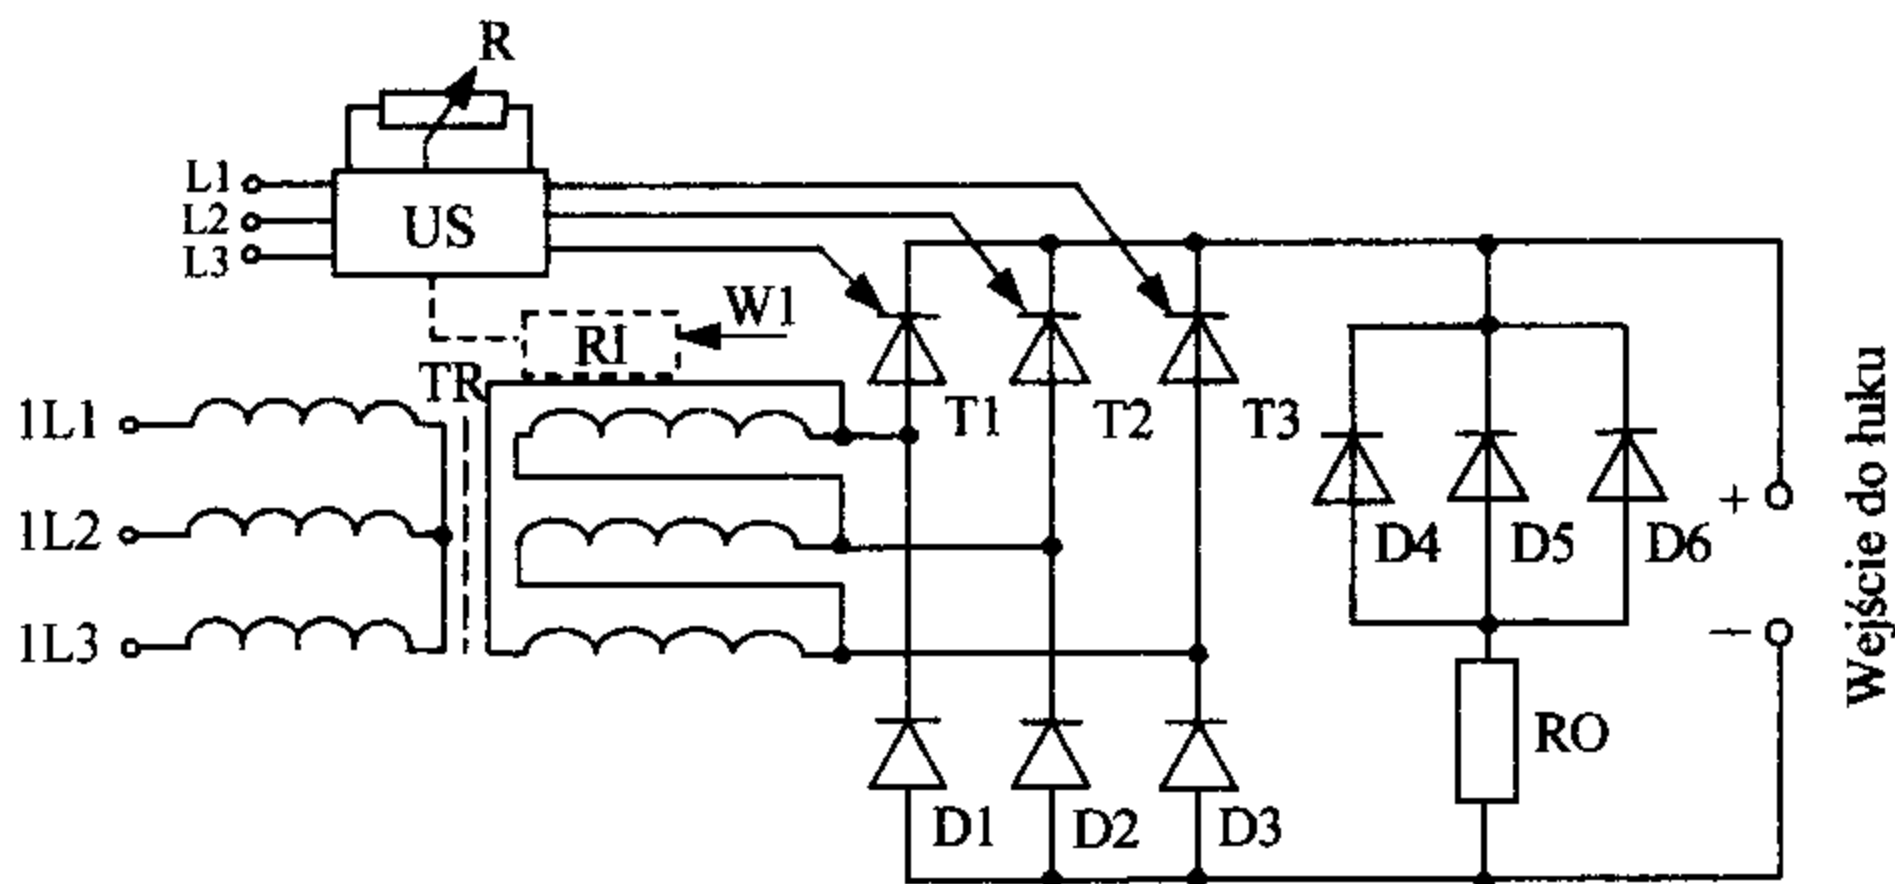 R
L1
L2
L3
US
W1
RI
TR
1L1
1L2
1L3
T1
T2
T3
D4
D5
D6
+
−
RO
D1
D2
D3
Wejście do łuku